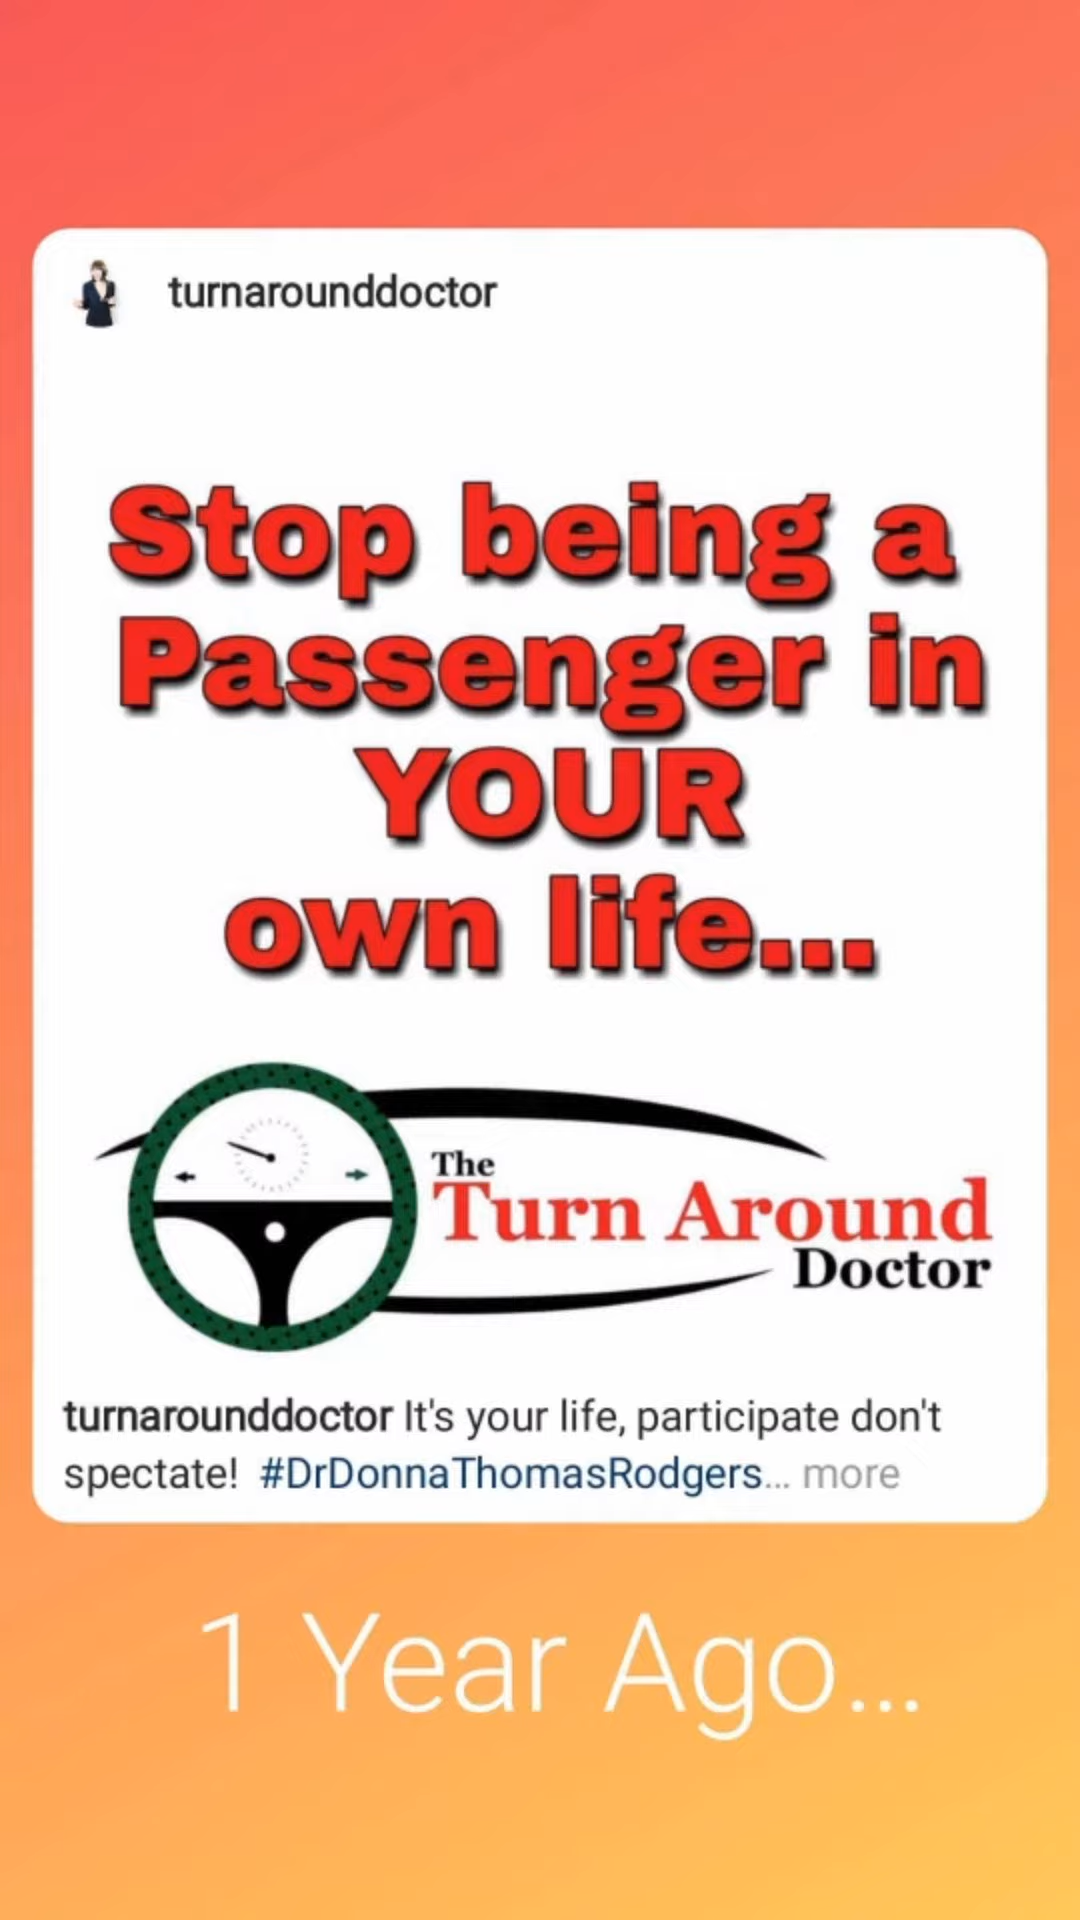 turnarounddoctor
Stop being a
Passenger in
YOUR
own life...
The
Turn Around
Doctor
turnarounddoctor It's your life, participate don't
spectate! #DrDonnaThomasRodgers... more
1 Year Ago...